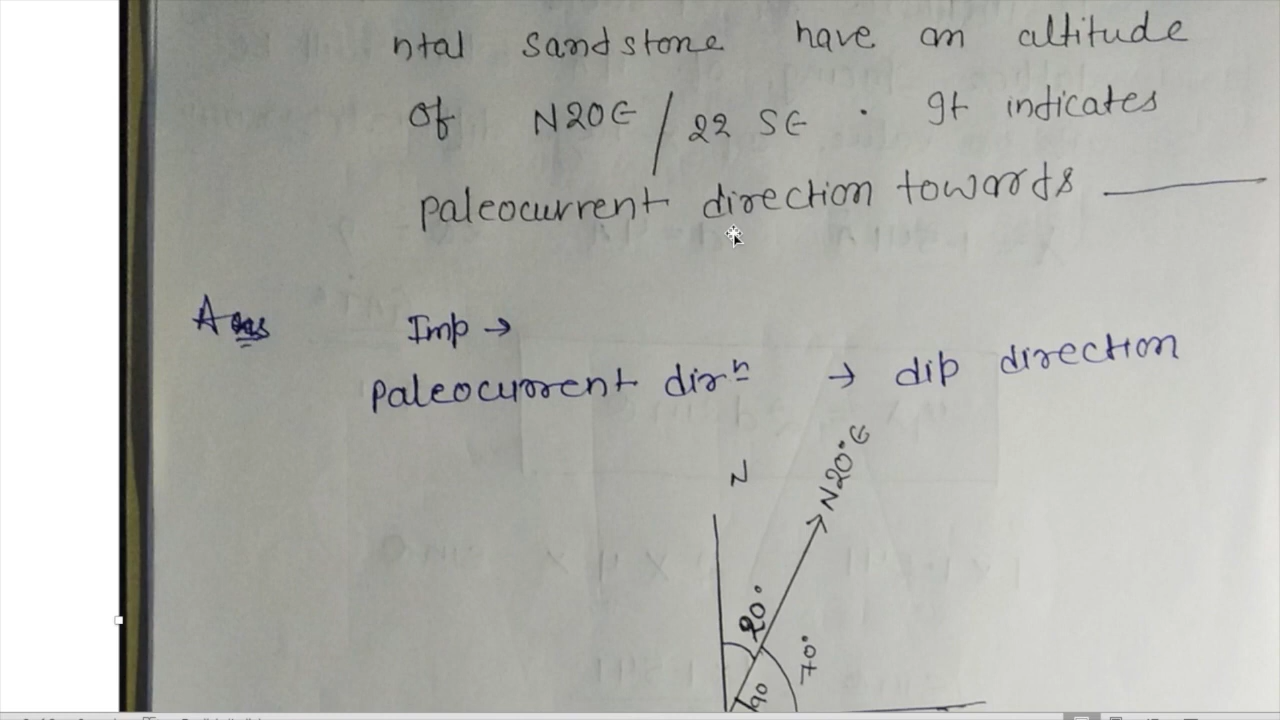 ntal sandstone have an altitude
of N20E / 22 SE . It indicates
paleocurrent direction towards ___
Ans Imp →
Paleocurrent dirⁿ → dip direction
N
N20°E
20°
70°
90